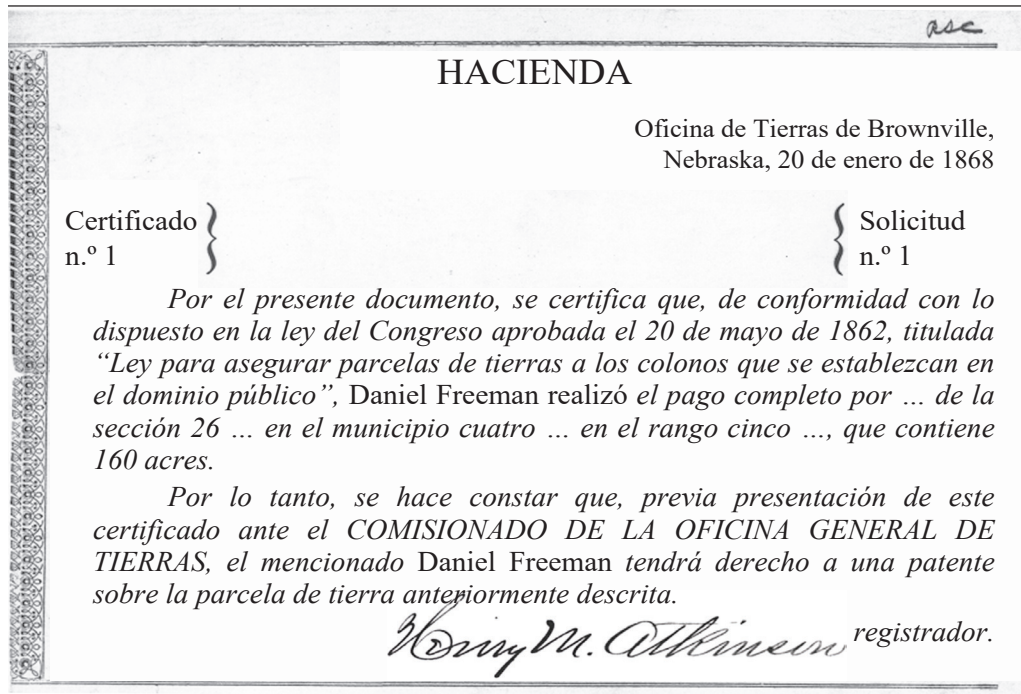 asc
HACIENDA
Oficina de Tierras de Brownville,
Nebraska, 20 de enero de 1868
Certificado
n.º 1
Solicitud
n.º 1
Por el presente documento, se certifica que, de conformidad con lo
dispuesto en la ley del Congreso aprobada el 20 de mayo de 1862, titulada
“Ley para asegurar parcelas de tierras a los colonos que se establezcan en
el dominio público”, Daniel Freeman realizó el pago completo por ... de la
sección 26 ... en el municipio cuatro ... en el rango cinco ..., que contiene
160 acres.
Por lo tanto, se hace constar que, previa presentación de este
certificado ante el COMISIONADO DE LA OFICINA GENERAL DE
TIERRAS, el mencionado Daniel Freeman tendrá derecho a una patente
sobre la parcela de tierra anteriormente descrita.
Henry M. Atkinson registrador.